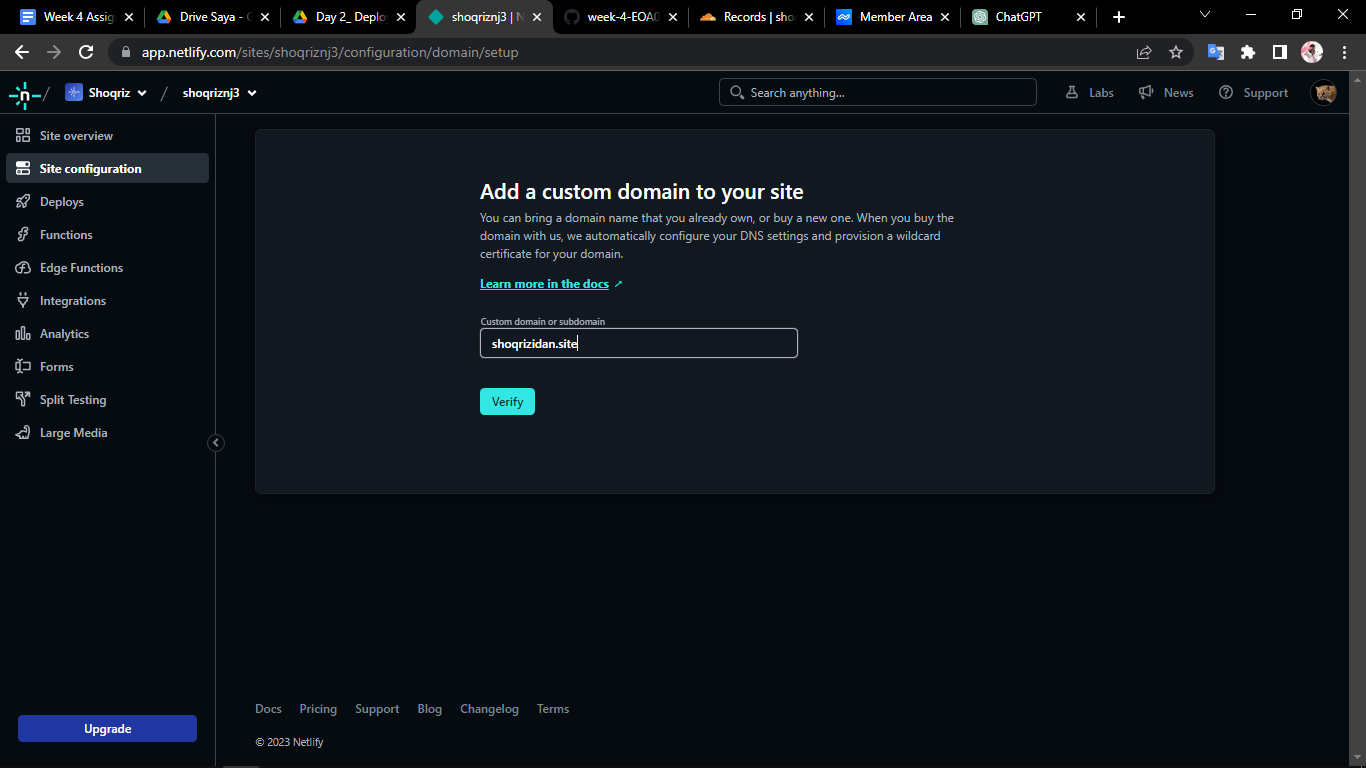 Week 4 Assig
Drive Saya - G
Day 2_ Deplo
shoqriznj3 | N
week-4-EOA0
Records | sho
Member Area
ChatGPT
app.netlify.com/sites/shoqriznj3/configuration/domain/setup
n / Shoqriz / shoqriznj3
Search anything...
Labs
News
Support
Site overview
Site configuration
Deploys
Functions
Edge Functions
Integrations
Analytics
Forms
Split Testing
Large Media
Upgrade
Add a custom domain to your site
You can bring a domain name that you already own, or buy a new one. When you buy the
domain with us, we automatically configure your DNS settings and provision a wildcard
certificate for your domain.
Learn more in the docs ↗
Custom domain or subdomain
shoqrizidan.site
Verify
Docs Pricing Support Blog Changelog Terms
© 2023 Netlify